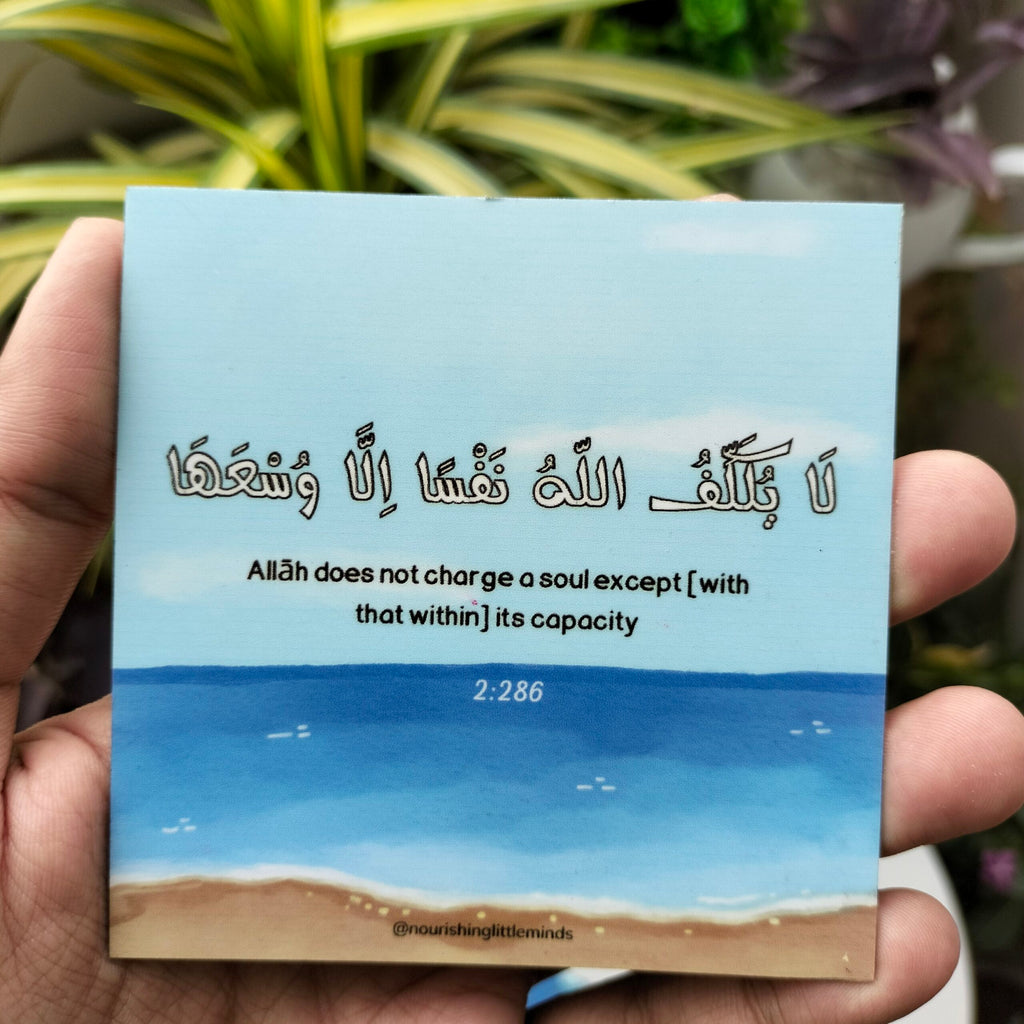 لَا يُكَلِّفُ اللَّهُ نَفْسًا اِلَّا وُسْعَهَا
Allāh does not charge a soul except [with
that within] its capacity
2:286
@nourishinglittleminds